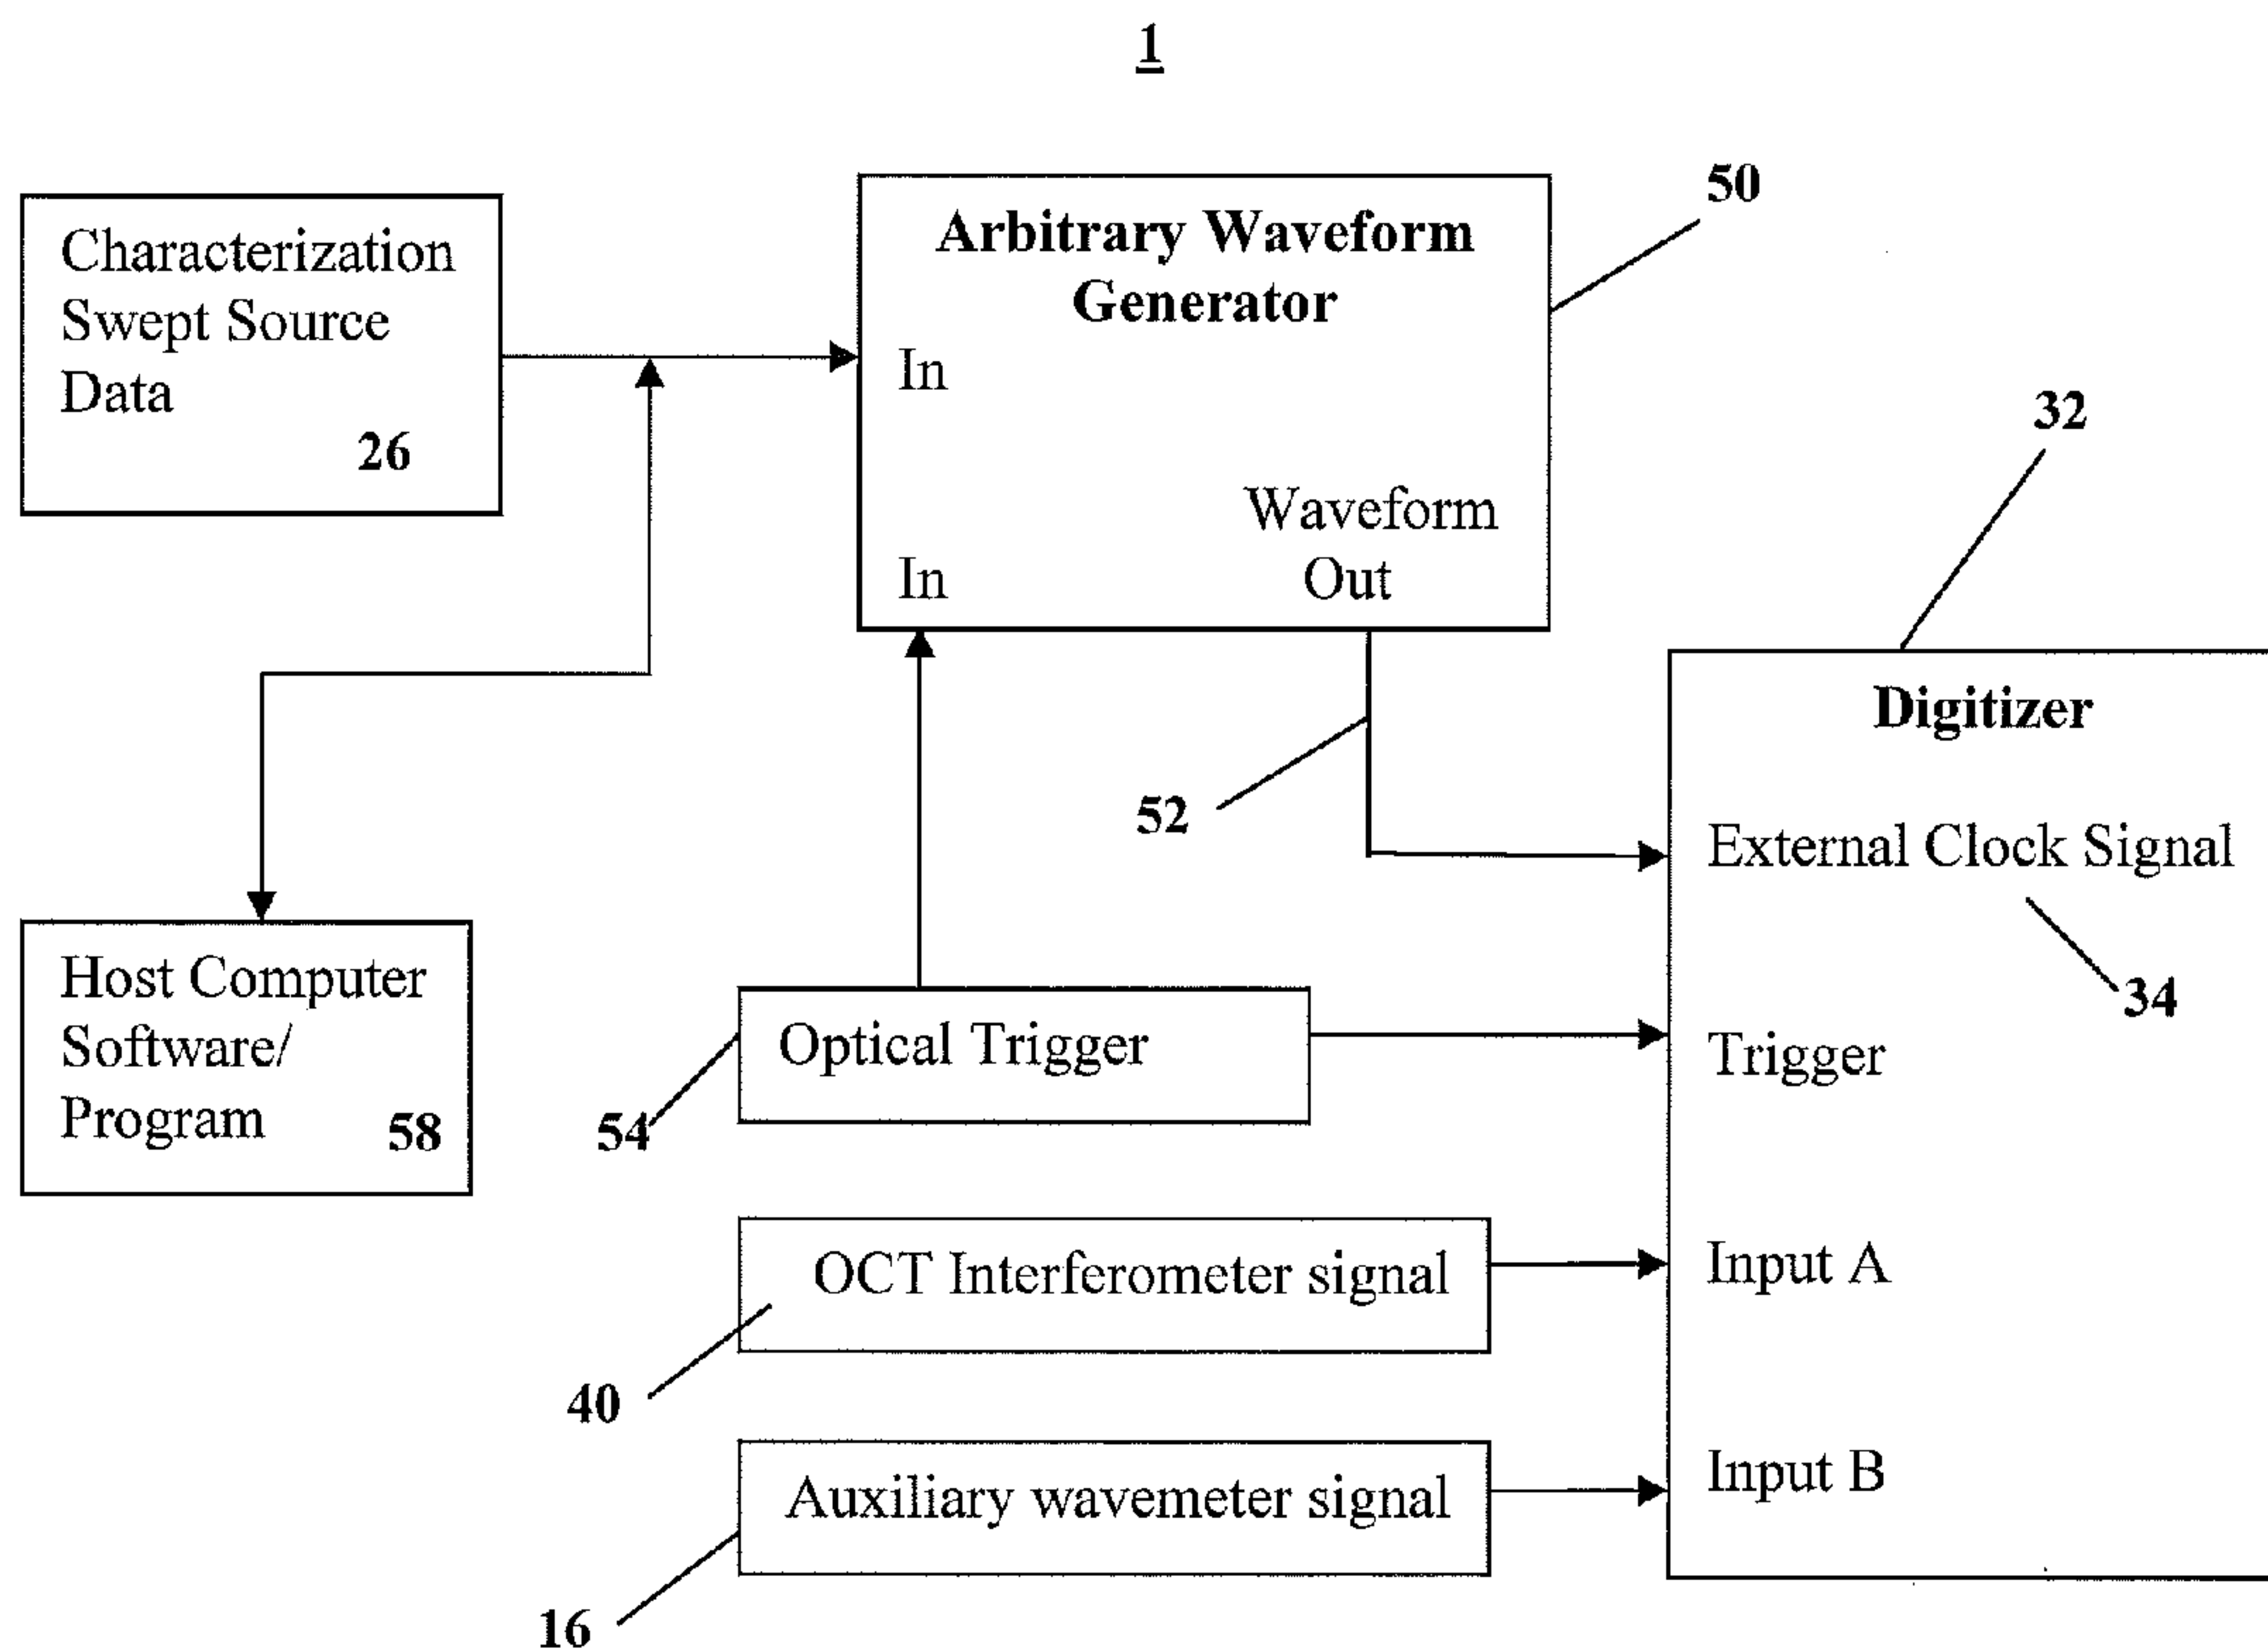 1
Characterization
Swept Source
Data
26
Arbitrary Waveform
Generator
In
In
Waveform
Out
50
32
52
Digitizer
External Clock Signal
34
Trigger
Input A
Input B
Host Computer
Software/
Program
58
Optical Trigger
54
OCT Interferometer signal
40
Auxiliary wavemeter signal
16